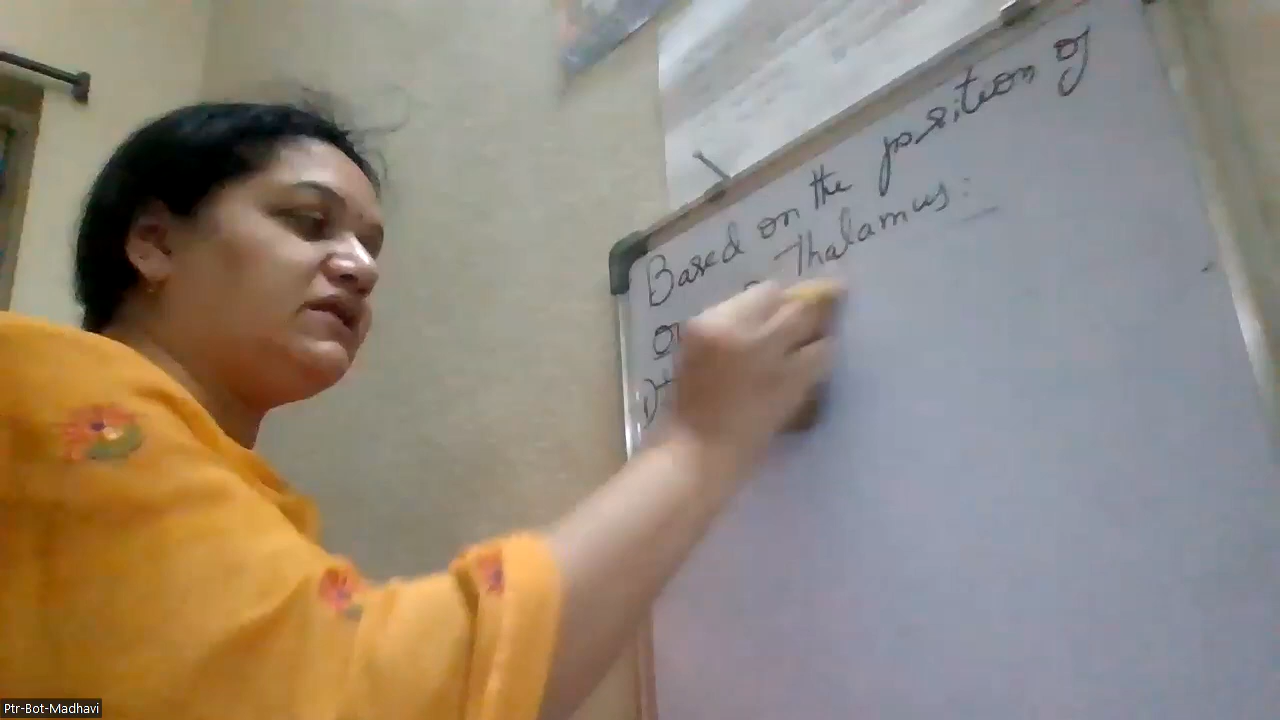 Based on the position of
Thalamus:
Ptr-Bot-Madhavi